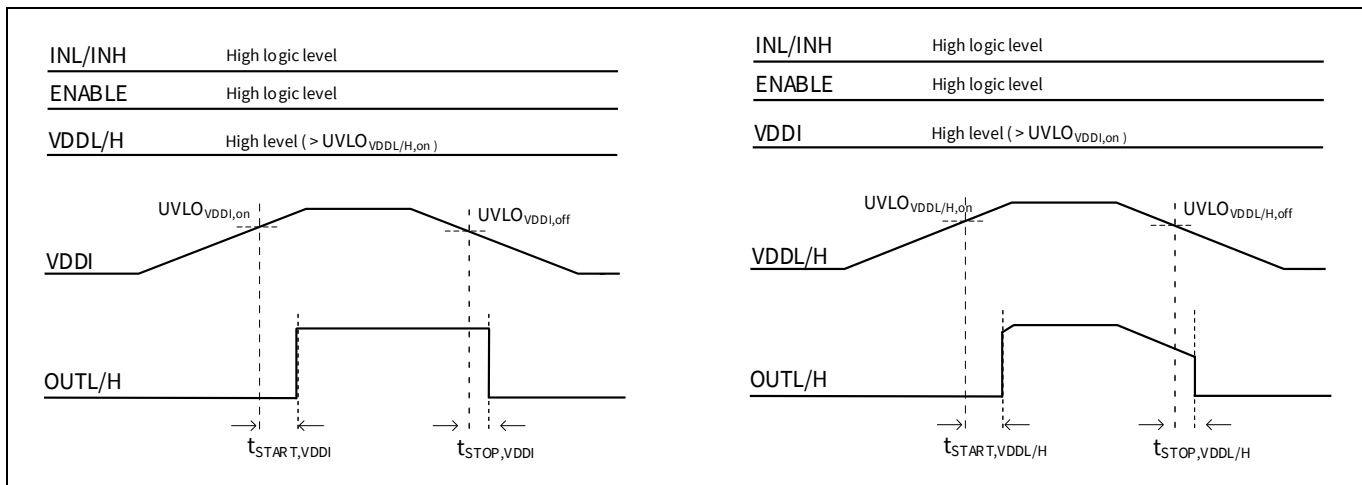 INL/INH High logic level
ENABLE High logic level
VDDL/H High level ( > UVLOVDDL/H,on )
UVLOVDDI,on
UVLOVDDI,off
VDDI
OUTL/H
tSTART,VDDI
tSTOP,VDDI
INL/INH High logic level
ENABLE High logic level
VDDI High level ( > UVLOVDDI,on )
UVLOVDDL/H,on
UVLOVDDL/H,off
VDDL/H
OUTL/H
tSTART,VDDL/H
tSTOP,VDDL/H